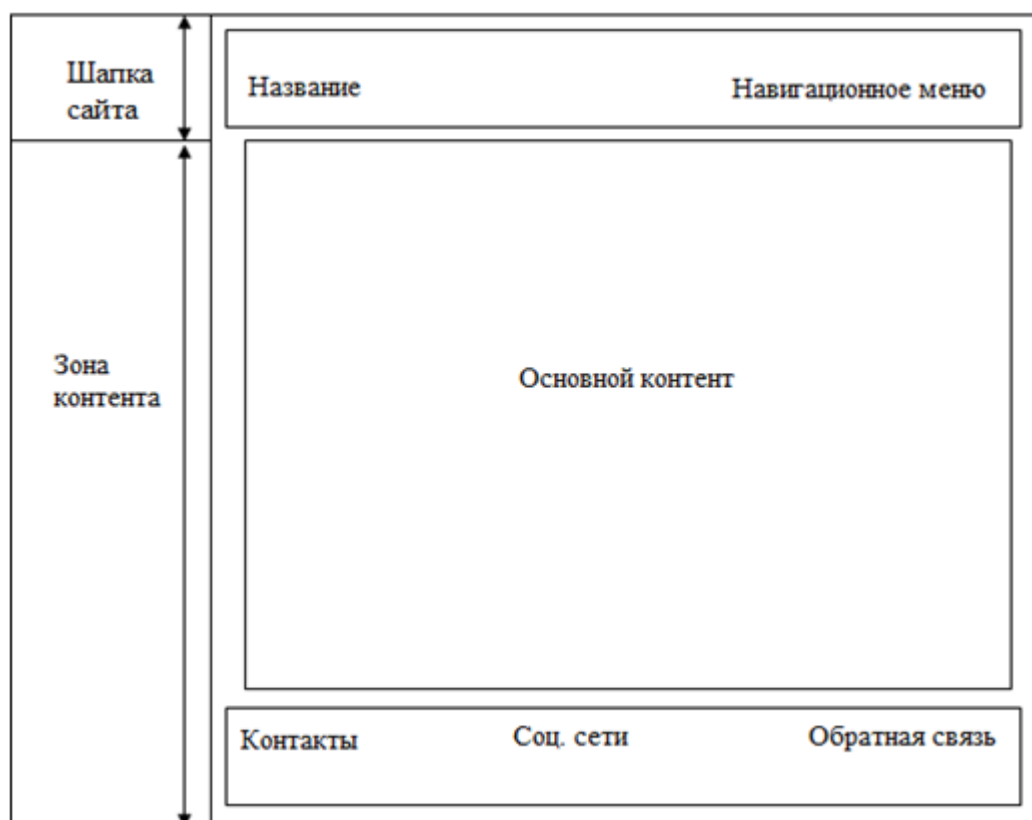 Шапка
сайта
Название
Навигационное меню
Зона
контента
Основной контент
Контакты
Соц. сети
Обратная связь